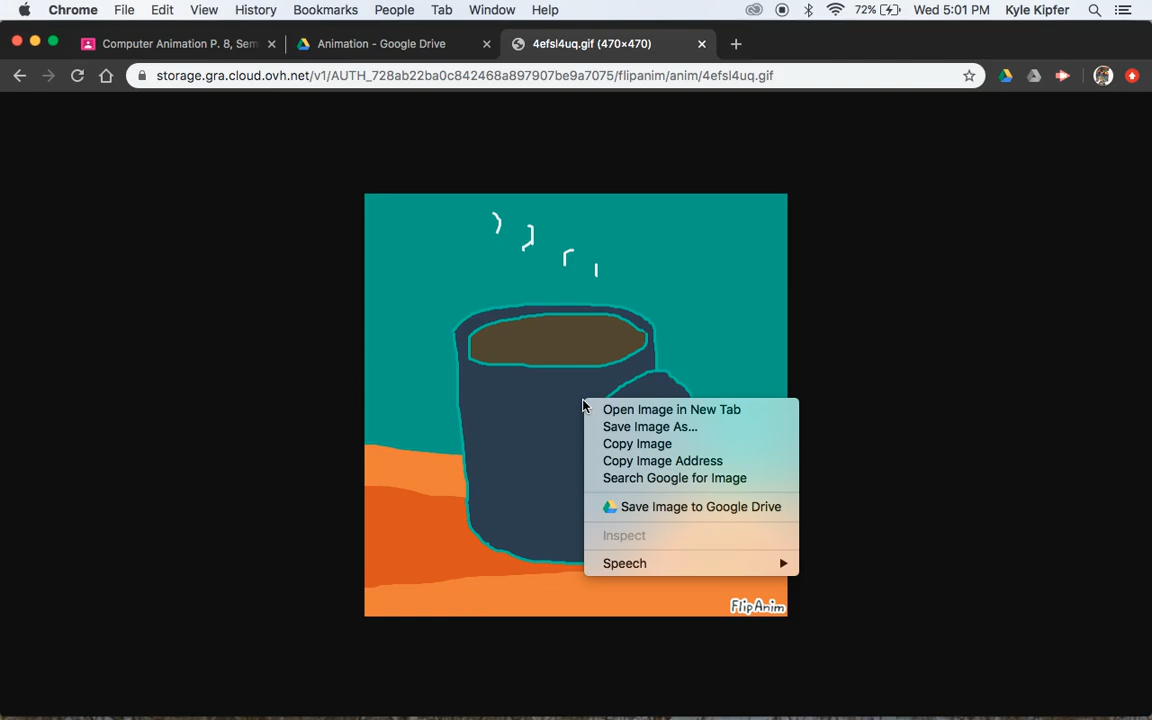 Chrome File Edit View History Bookmarks People Tab Window Help 72% Wed 5:01 PM Kyle Kipfer
Computer Animation P. 8, Sem Animation - Google Drive 4efsl4uq.gif (470×470)
storage.gra.cloud.ovh.net/v1/AUTH_728ab22ba0c842468a897907be9a7075/flipanim/anim/4efsl4uq.gif
Open Image in New Tab
Save Image As...
Copy Image
Copy Image Address
Search Google for Image
Save Image to Google Drive
Inspect
Speech
FlipAnim